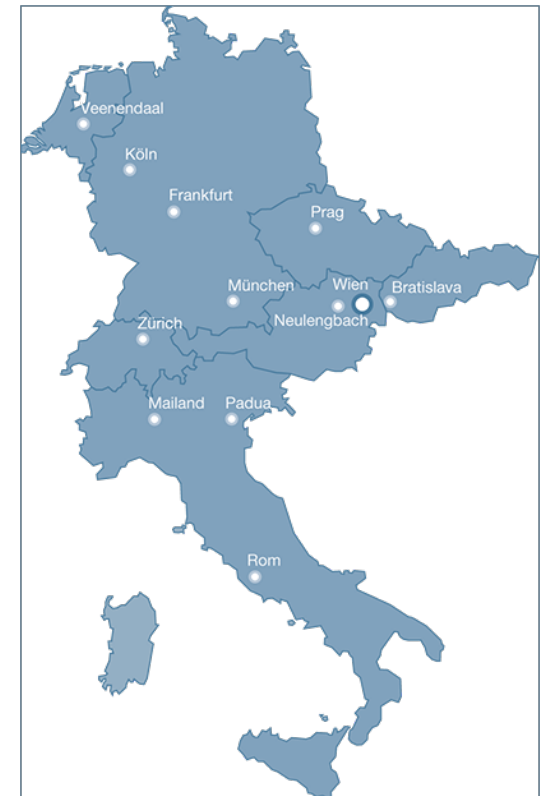 Veenendaal
Köln
Frankfurt
Prag
München
Wien
Bratislava
Neulengbach
Zürich
Mailand
Padua
Rom